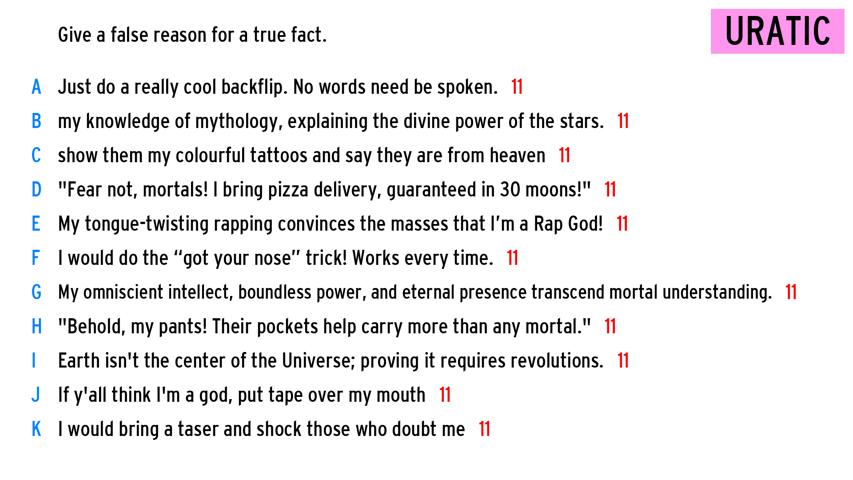 Give a false reason for a true fact.
URATIC
A Just do a really cool backflip. No words need be spoken. 11
B my knowledge of mythology, explaining the divine power of the stars. 11
C show them my colourful tattoos and say they are from heaven 11
D "Fear not, mortals! I bring pizza delivery, guaranteed in 30 moons!" 11
E My tongue-twisting rapping convinces the masses that I’m a Rap God! 11
F I would do the “got your nose” trick! Works every time. 11
G My omniscient intellect, boundless power, and eternal presence transcend mortal understanding. 11
H "Behold, my pants! Their pockets help carry more than any mortal." 11
I Earth isn't the center of the Universe; proving it requires revolutions. 11
J If y'all think I'm a god, put tape over my mouth 11
K I would bring a taser and shock those who doubt me 11